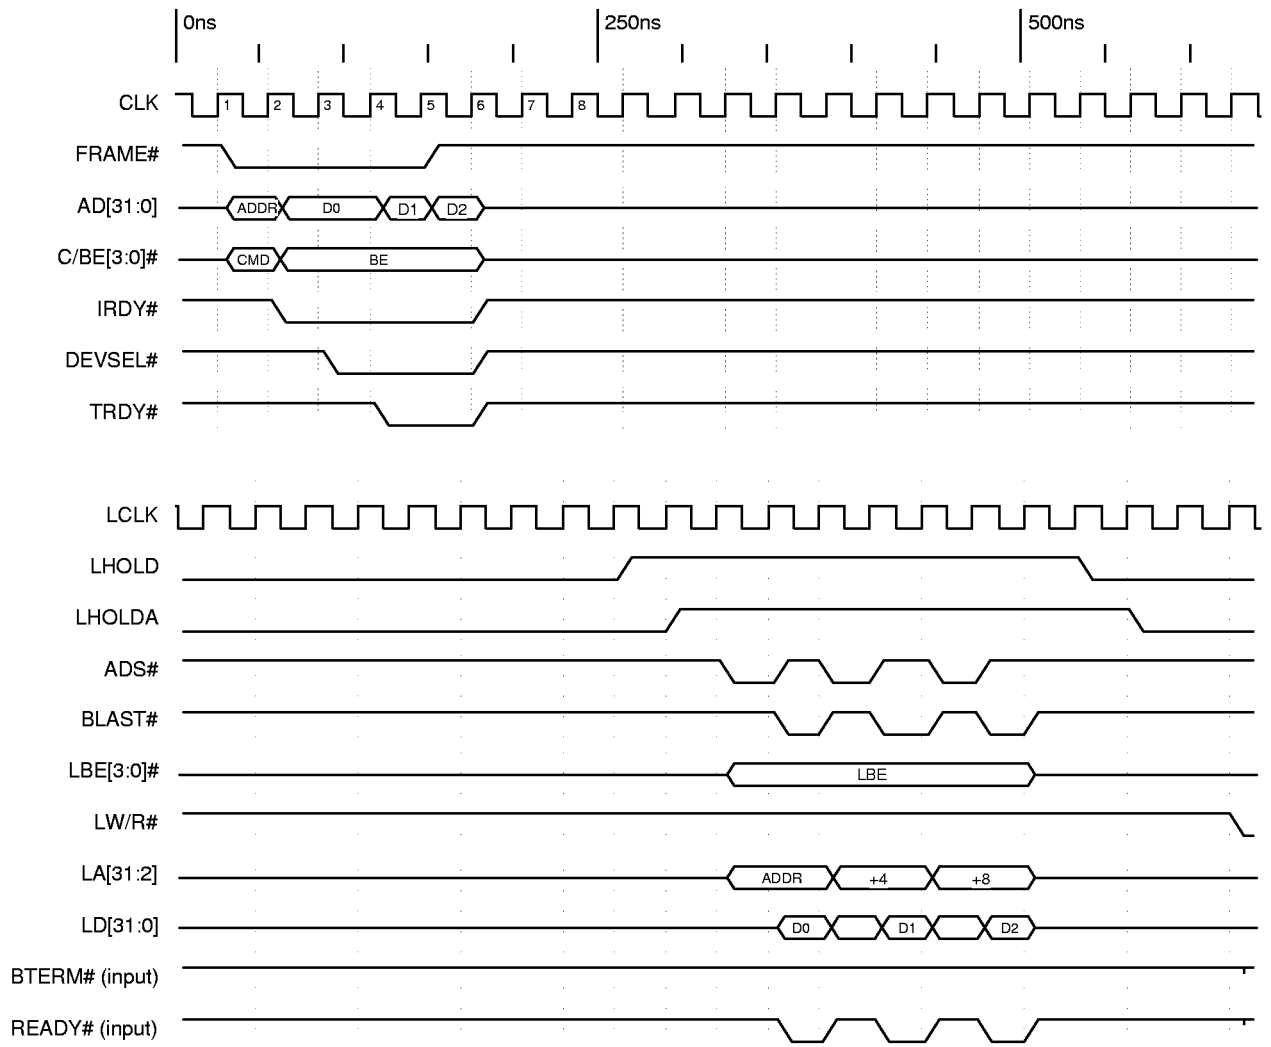 0ns 250ns 500ns
CLK 1 2 3 4 5 6 7 8
FRAME#
AD[31:0] ADDR D0 D1 D2
C/BE[3:0]# CMD BE
IRDY#
DEVSEL#
TRDY#
LCLK
LHOLD
LHOLDA
ADS#
BLAST#
LBE[3:0]# LBE
LW/R#
LA[31:2] ADDR +4 +8
LD[31:0] D0 D1 D2
BTERM# (input)
READY# (input)